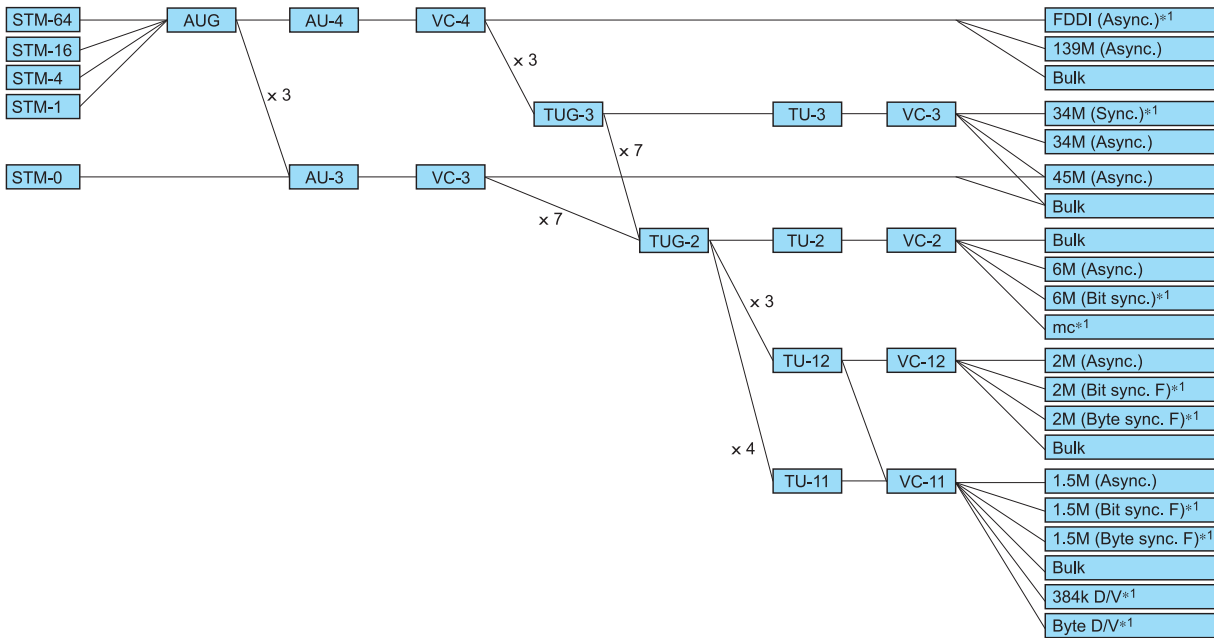 STM-64 AUG AU-4 VC-4 FDDI (Async.)*1
STM-16 139M (Async.)
STM-4 Bulk
× 3
STM-1
× 3
TUG-3 TU-3 VC-3 34M (Sync.)*1
34M (Async.)
× 7
STM-0 AU-3 VC-3 45M (Async.)
Bulk
× 7
TUG-2 TU-2 VC-2 Bulk
6M (Async.)
6M (Bit sync.)*1
× 3
mc*1
TU-12 VC-12 2M (Async.)
2M (Bit sync. F)*1
2M (Byte sync. F)*1
× 4 Bulk
TU-11 VC-11 1.5M (Async.)
1.5M (Bit sync. F)*1
1.5M (Byte sync. F)*1
Bulk
384k D/V*1
Byte D/V*1